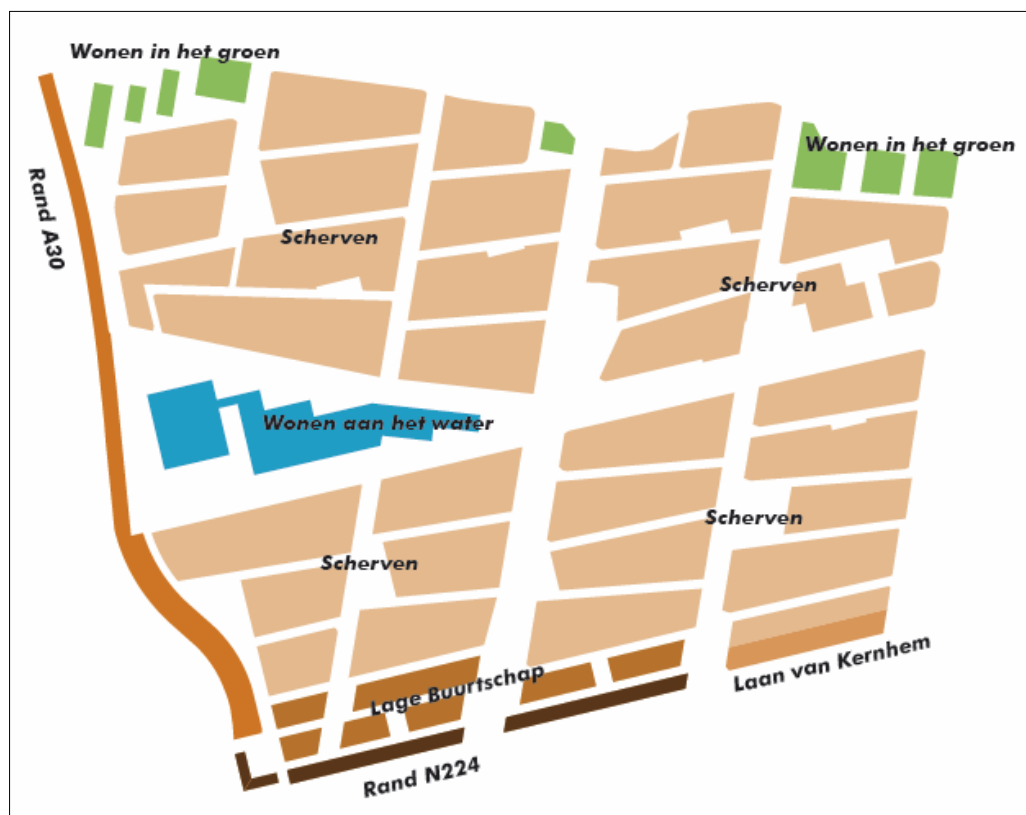 Wonen in het groen
Wonen in het groen
Rand A30
Scherven
Scherven
Wonen aan het water
Scherven
Scherven
Laan van Kernhem
Lage Buurtschap
Rand N224